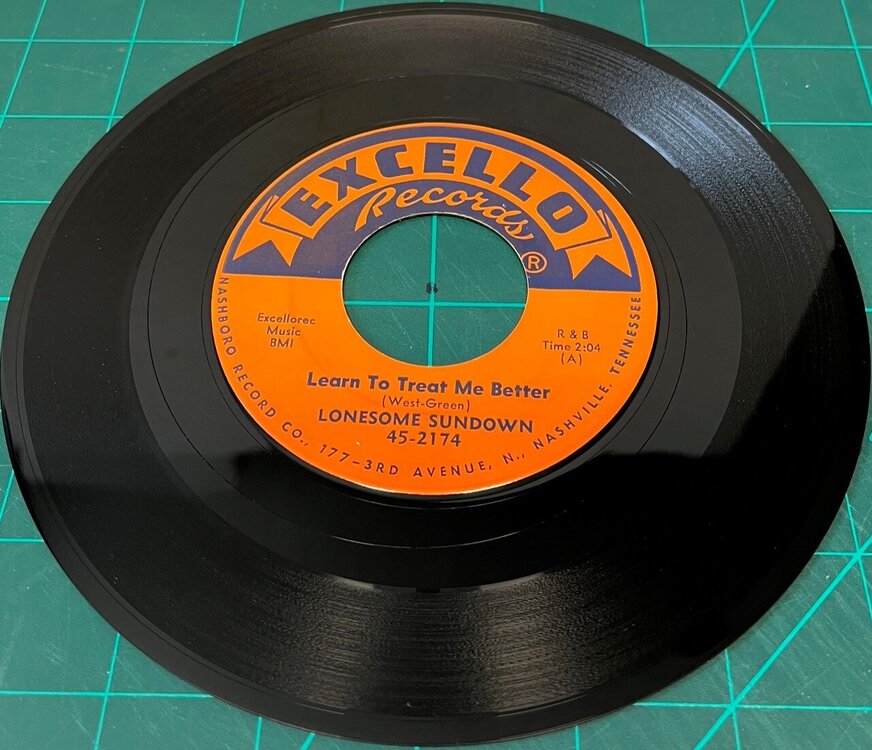 EXCELLO
Records
®
Excellorec
Music
BMI
R & B
Time 2:04
(A)
Learn To Treat Me Better
(West-Green)
LONESOME SUNDOWN
45-2174
NASHBORO RECORD CO., 177-3RD AVENUE, N., NASHVILLE, TENNESSEE